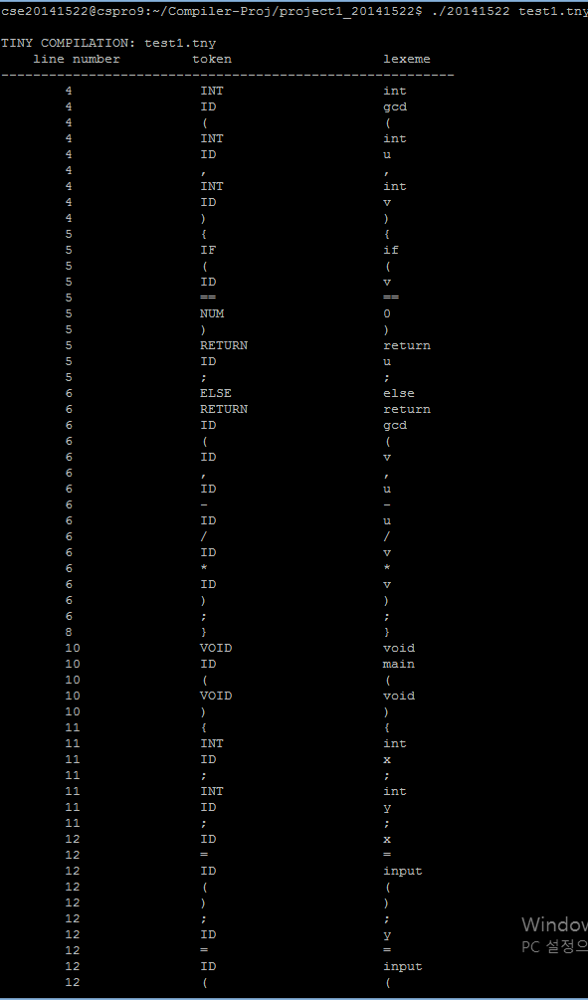 cse20141522@cspro9:~/Compiler-Proj/project1_20141522$ ./20141522 test1.tny
TINY COMPILATION: test1.tny
line number token lexeme
---------------------------------------------------------
4 INT int
4 ID gcd
4 ( (
4 INT int
4 ID u
4 , ,
4 INT int
4 ID v
4 ) )
5 { {
5 IF if
5 ( (
5 ID v
5 == ==
5 NUM 0
5 ) )
5 RETURN return
5 ID u
5 ; ;
6 ELSE else
6 RETURN return
6 ID gcd
6 ( (
6 ID v
6 , ,
6 ID u
6 - -
6 ID u
6 / /
6 ID v
6 * *
6 ID v
6 ) )
6 ; ;
8 } }
10 VOID void
10 ID main
10 ( (
10 VOID void
10 ) )
11 { {
11 INT int
11 ID x
11 ; ;
11 INT int
11 ID y
11 ; ;
12 ID x
12 = =
12 ID input
12 ( (
12 ) )
12 ; ;
12 ID y
12 = =
12 ID input
12 ( (
Window
PC 설정으